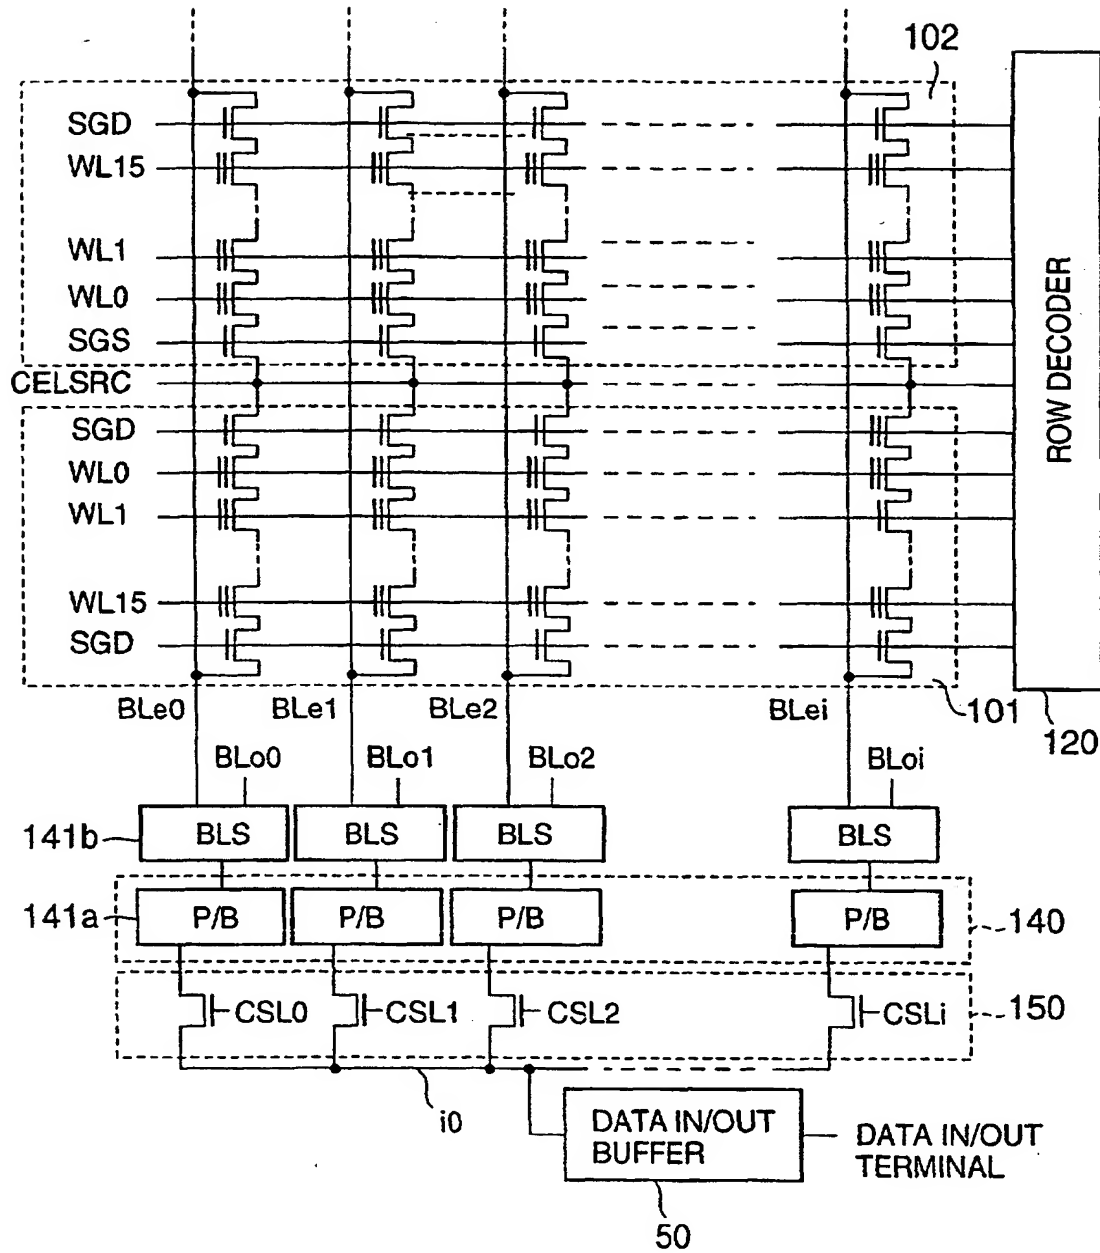 102
SGD
WL15
WL1
WL0
SGS
CELSRC
SGD
WL0
WL1
WL15
SGD
ROW DECODER
BLe0 BLe1 BLe2 BLei
101
120
BLo0 BLo1 BLo2 BLoi
141b BLS BLS BLS BLS
141a P/B P/B P/B P/B 140
CSL0 CSL1 CSL2 CSLi 150
i0
DATA IN/OUT
BUFFER
DATA IN/OUT
TERMINAL
50